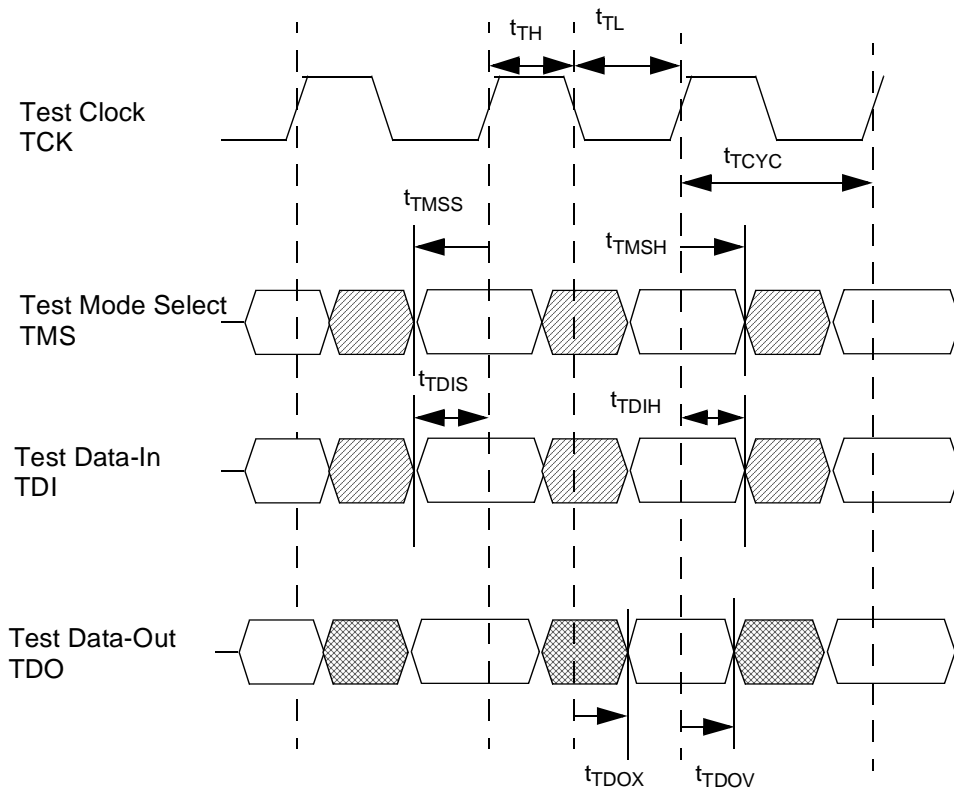 tTH
tTL
Test Clock
TCK
tTCYC
tTMSS
tTMSH
Test Mode Select
TMS
tTDIS
tTDIH
Test Data-In
TDI
Test Data-Out
TDO
tTDOX
tTDOV